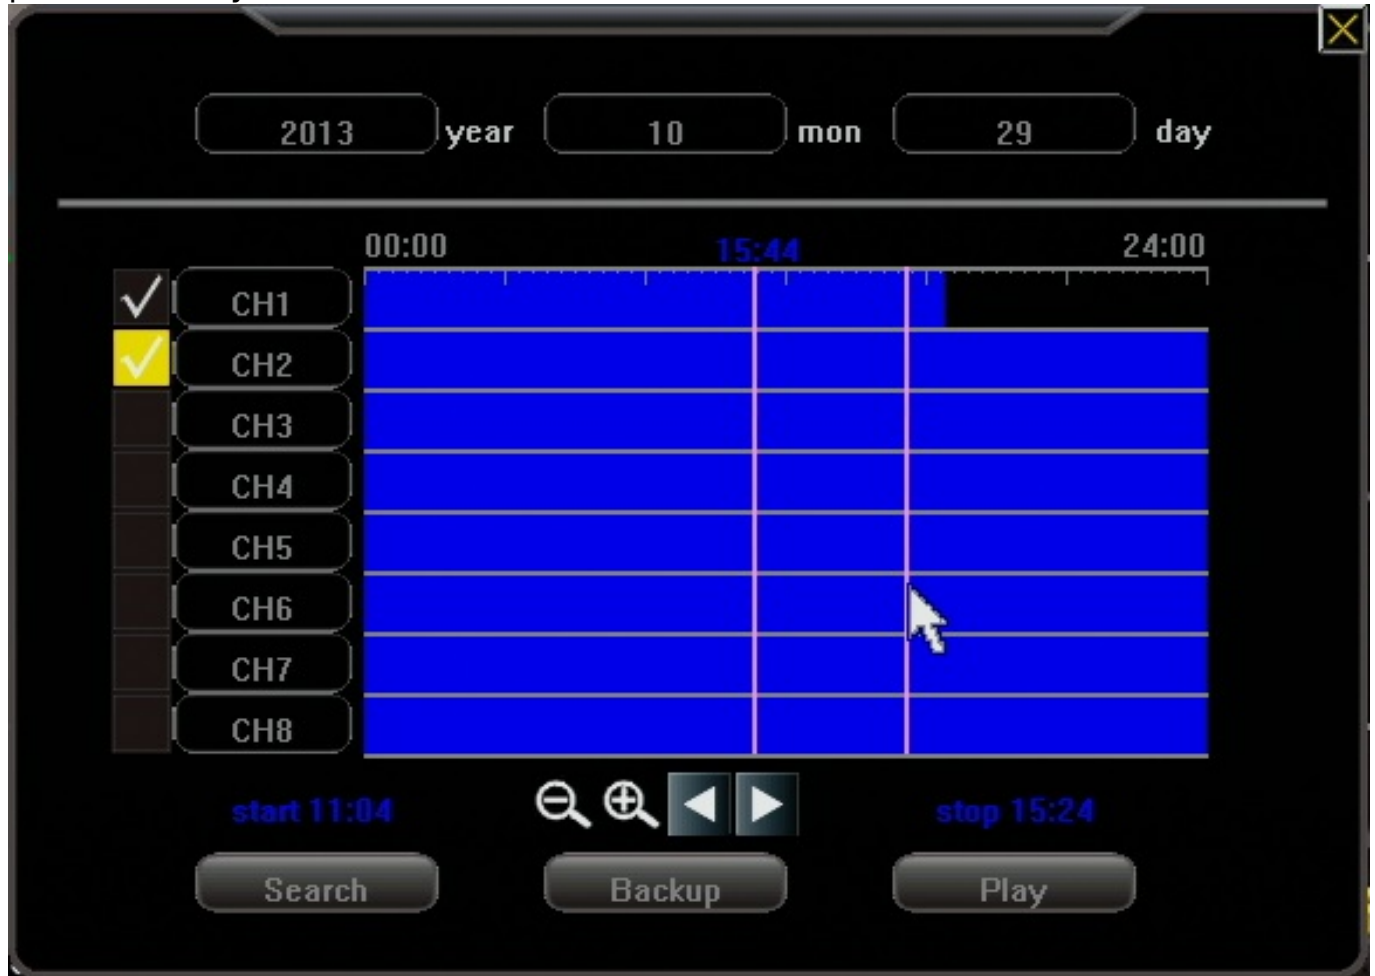 2013 year 10 mon 29 day
00:00 15:44 24:00
CH1
CH2
CH3
CH4
CH5
CH6
CH7
CH8
start 11:04 stop 15:24
Search Backup Play